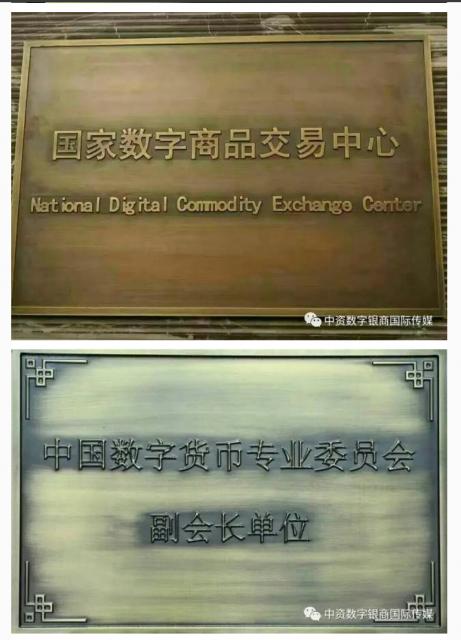 国家数字商品交易中心
National Digital Commodity Exchange Center
中资数字银商国际传媒
中国数字货币专业委员会
副会长单位
中资数字银商国际传媒